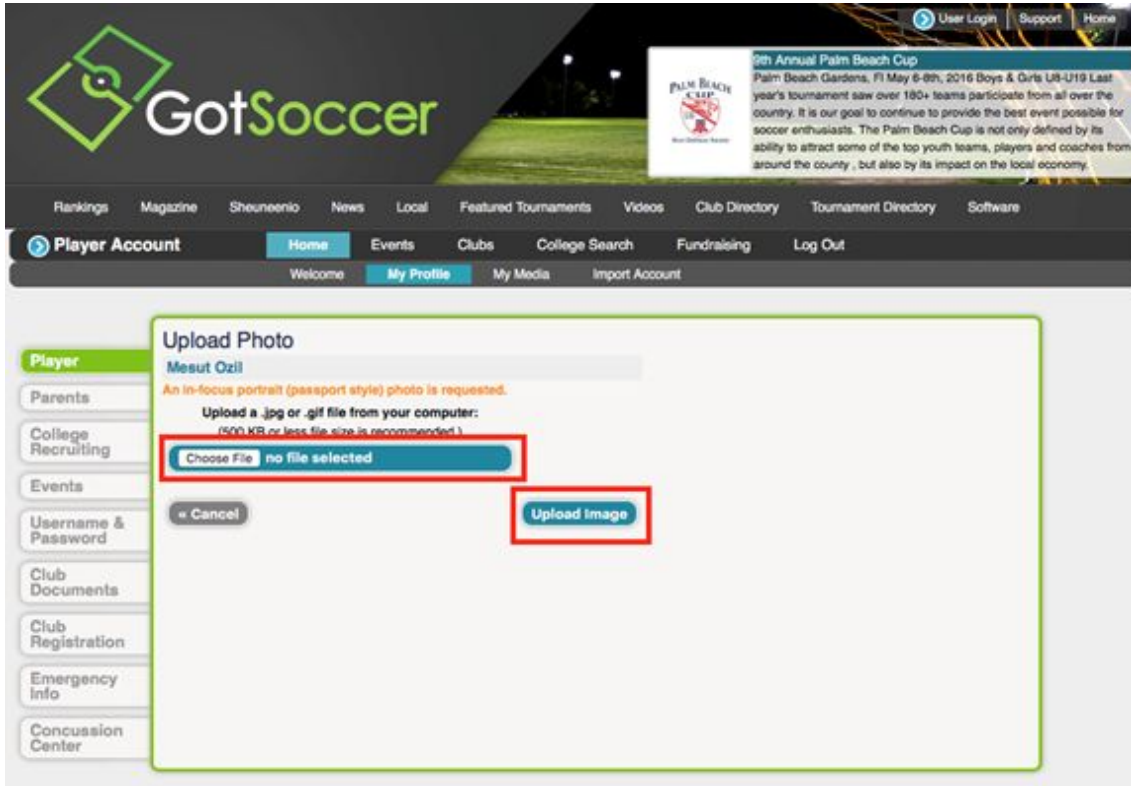 User Login Support Home
GotSoccer
PALM BEACH
CUP
9th Annual Palm Beach Cup
Palm Beach Gardens, Fl May 6-8th, 2016 Boys & Girls U8-U19 Last
year's tournament saw over 180+ teams participate from all over the
country. It is our goal to continue to provide the best event possible for
soccer enthusiasts. The Palm Beach Cup is not only defined by its
ability to attract some of the top youth teams, players and coaches from
around the county , but also by its impact on the local economy.
Rankings Magazine Sheuneenio News Local Featured Tournaments Videos Club Directory Tournament Directory Software
Player Account Home Events Clubs College Search Fundraising Log Out
Welcome My Profile My Media Import Account
Upload Photo
Mesut Ozil
An in-focus portrait (passport style) photo is requested.
Upload a .jpg or .gif file from your computer:
(500 KB or less file size is recommended.)
Choose File no file selected
« Cancel Upload Image
Player
Parents
College
Recruiting
Events
Username &
Password
Club
Documents
Club
Registration
Emergency
Info
Concussion
Center